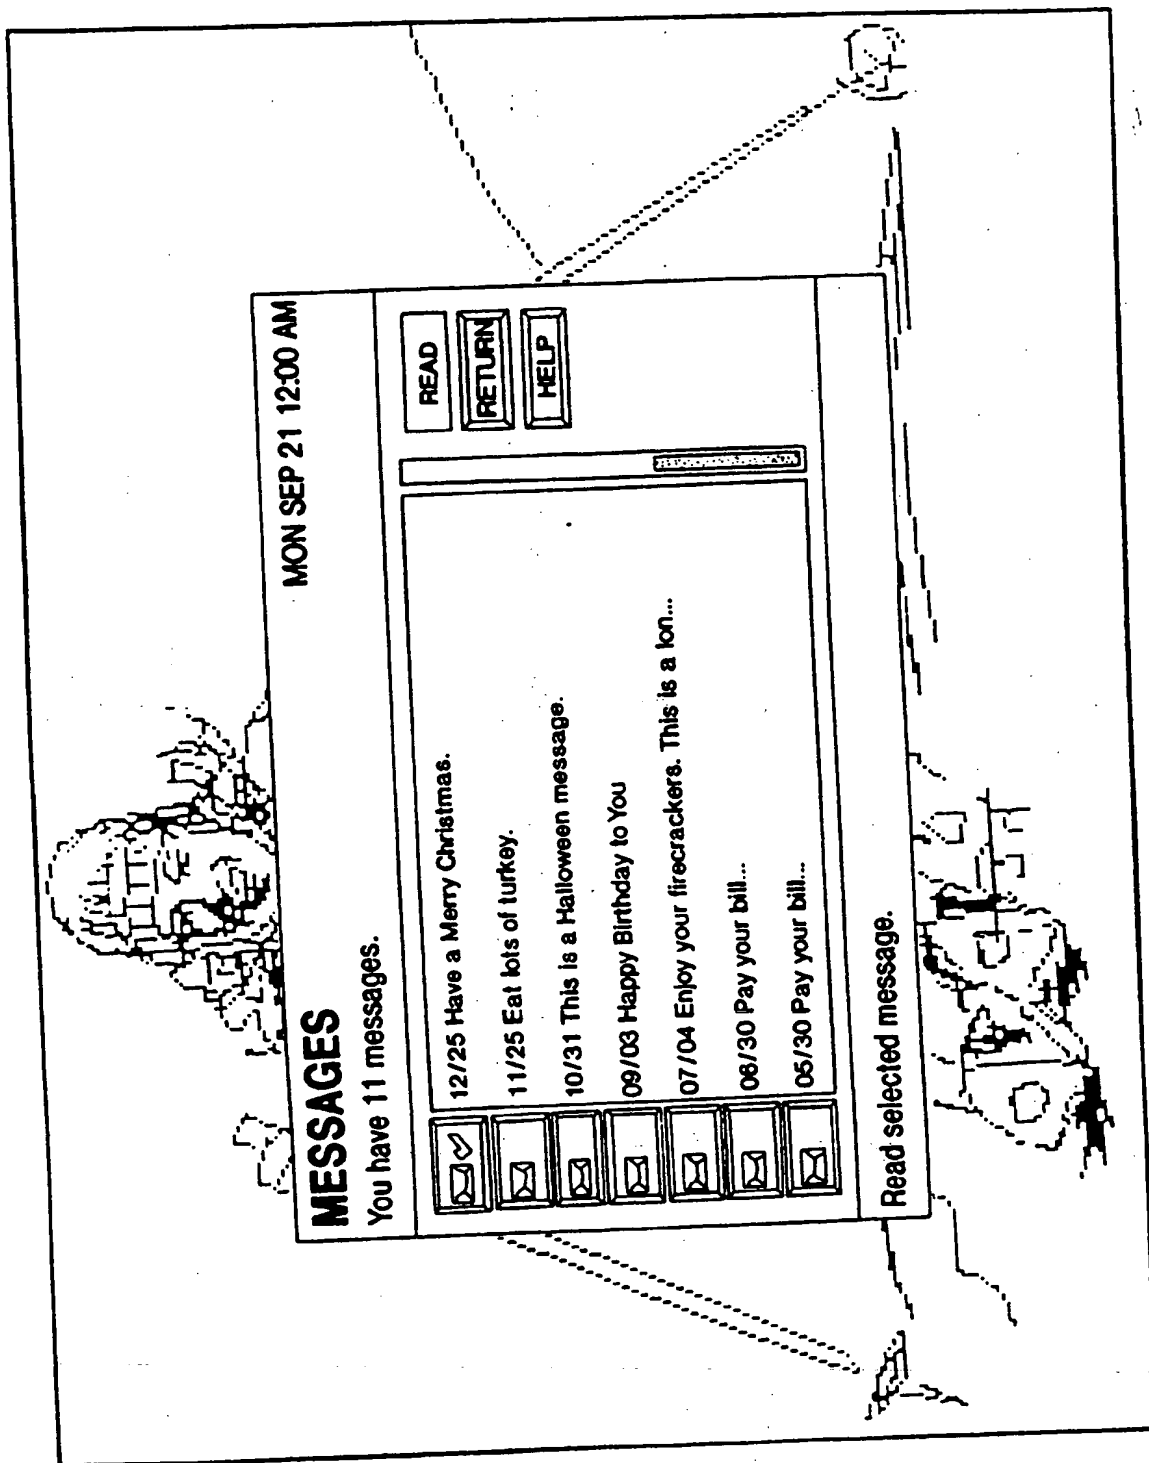 MESSAGES
MON SEP 21 12:00 AM
You have 11 messages.
12/25 Have a Merry Christmas.
11/25 Eat lots of turkey.
10/31 This is a Halloween message.
09/03 Happy Birthday to You
07/04 Enjoy your firecrackers. This is a lon...
06/30 Pay your bill...
05/30 Pay your bill...
READ
RETURN
HELP
Read selected message.